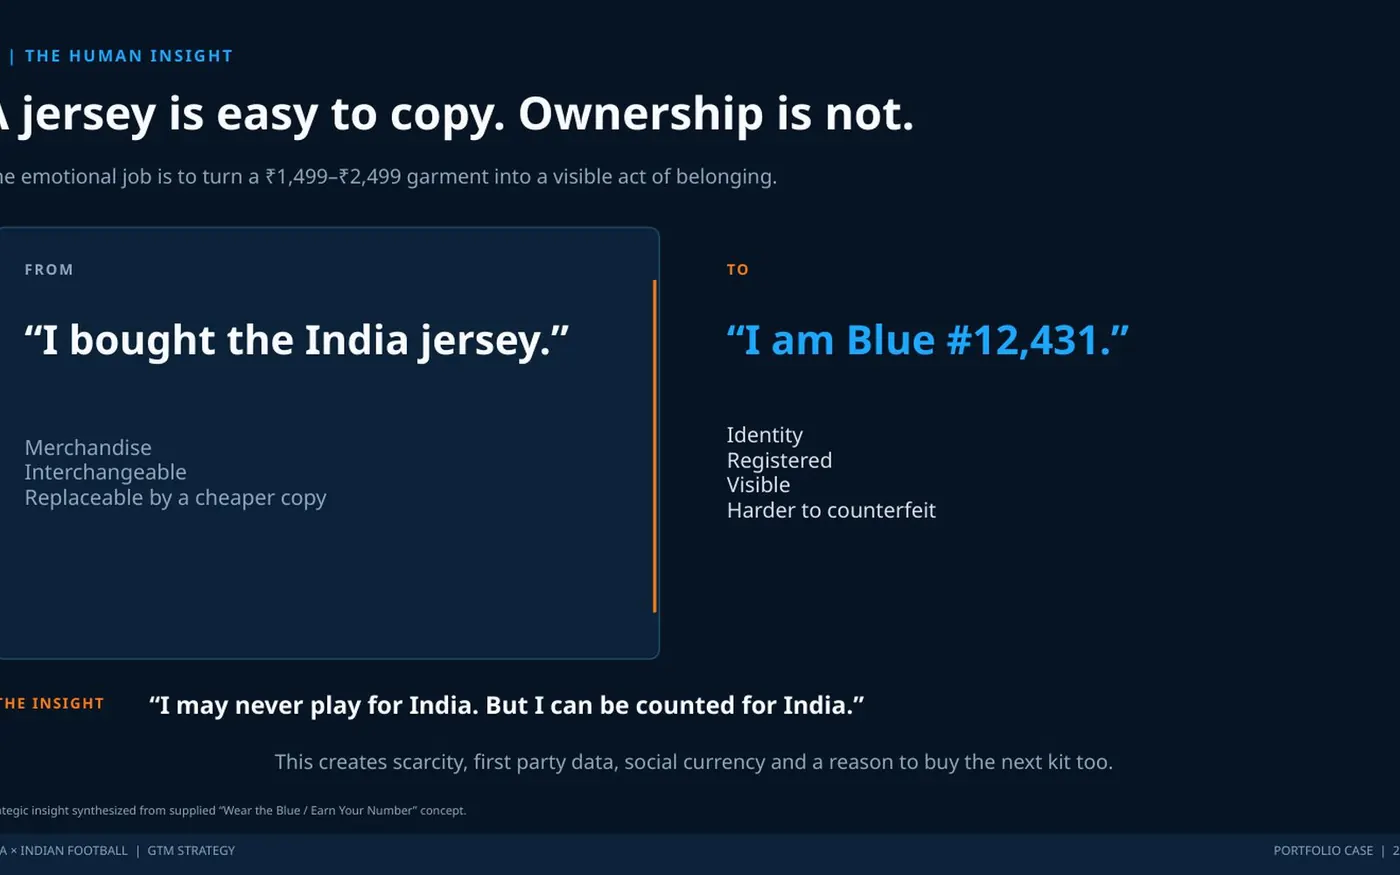 | THE HUMAN INSIGHT
A jersey is easy to copy. Ownership is not.
he emotional job is to turn a ₹1,499–₹2,499 garment into a visible act of belonging.
FROM
“I bought the India jersey.”
Merchandise
Interchangeable
Replaceable by a cheaper copy
TO
“I am Blue #12,431.”
Identity
Registered
Visible
Harder to counterfeit
THE INSIGHT
“I may never play for India. But I can be counted for India.”
This creates scarcity, first party data, social currency and a reason to buy the next kit too.
ategic insight synthesized from supplied “Wear the Blue / Earn Your Number” concept.
A × INDIAN FOOTBALL | GTM STRATEGY
PORTFOLIO CASE | 2